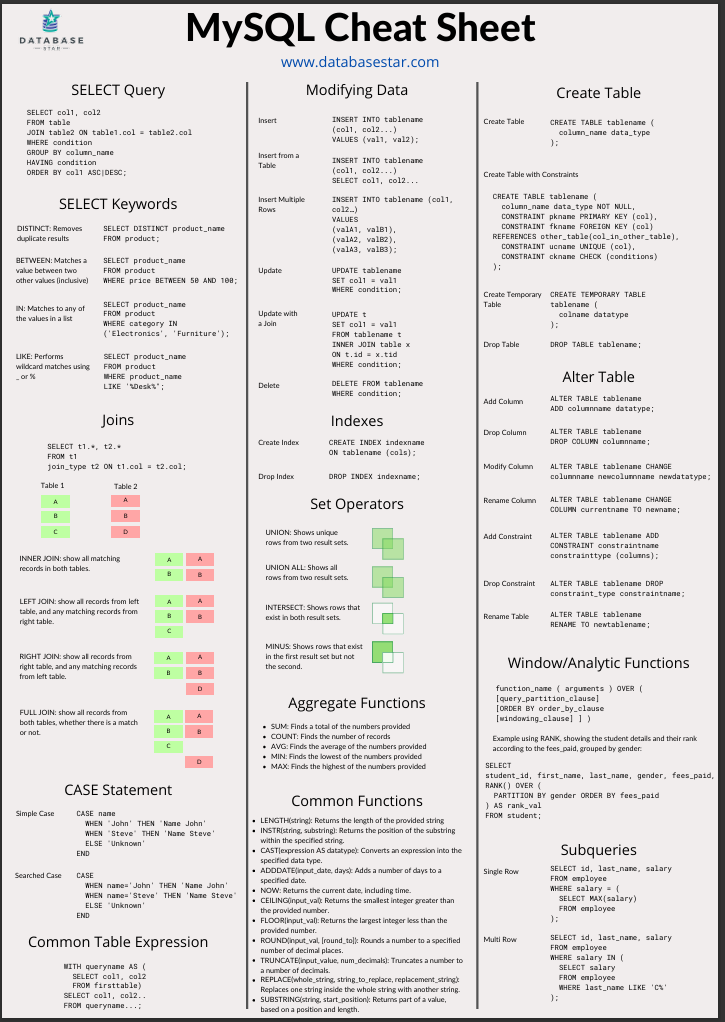 DATABASE
STAR
MySQL Cheat Sheet
www.databasestar.com
SELECT Query
SELECT col1, col2
FROM table
JOIN table2 ON table1.col = table2.col
WHERE condition
GROUP BY column_name
HAVING condition
ORDER BY col1 ASC|DESC;
SELECT Keywords
DISTINCT: Removes
duplicate results
SELECT DISTINCT product_name
FROM product;
BETWEEN: Matches a
value between two
other values (inclusive)
SELECT product_name
FROM product
WHERE price BETWEEN 50 AND 100;
IN: Matches to any of
the values in a list
SELECT product_name
FROM product
WHERE category IN
('Electronics', 'Furniture');
LIKE: Performs
wildcard matches using
_ or %
SELECT product_name
FROM product
WHERE product_name
LIKE '%Desk%";
Joins
SELECT t1.*, t2.*
FROM t1
join_type t2 ON t1.col = t2.col;
Table 1
Table 2
A
A
B
B
C
D
INNER JOIN: show all matching
records in both tables.
A
A
B
B
LEFT JOIN: show all records from left
table, and any matching records from
right table.
A
A
B
B
C
RIGHT JOIN: show all records from
right table, and any matching records
from left table.
A
A
B
B
D
FULL JOIN: show all records from
both tables, whether there is a match
or not.
A
A
B
B
C
D
CASE Statement
Simple Case
CASE name
WHEN 'John' THEN 'Name John'
WHEN 'Steve' THEN 'Name Steve'
ELSE 'Unknown'
END
Searched Case
CASE
WHEN name='John' THEN 'Name John'
WHEN name='Steve' THEN 'Name Steve'
ELSE 'Unknown'
END
Common Table Expression
WITH queryname AS (
SELECT col1, col2
FROM firsttable)
SELECT col1, col2..
FROM queryname...;
Modifying Data
Insert
INSERT INTO tablename
(col1, col2...)
VALUES (val1, val2);
Insert from a
Table
INSERT INTO tablename
(col1, col2...)
SELECT col1, col2...
Insert Multiple
Rows
INSERT INTO tablename (col1,
col2…)
VALUES
(valA1, valB1),
(valA2, valB2),
(valA3, valB3);
Update
UPDATE tablename
SET col1 = val1
WHERE condition;
Update with
a Join
UPDATE t
SET col1 = val1
FROM tablename t
INNER JOIN table x
ON t.id = x.tid
WHERE condition;
Delete
DELETE FROM tablename
WHERE condition;
Indexes
Create Index
CREATE INDEX indexname
ON tablename (cols);
Drop Index
DROP INDEX indexname;
Set Operators
UNION: Shows unique
rows from two result sets.
UNION ALL: Shows all
rows from two result sets.
INTERSECT: Shows rows that
exist in both result sets.
MINUS: Shows rows that exist
in the first result set but not
the second.
Aggregate Functions
• SUM: Finds a total of the numbers provided
• COUNT: Finds the number of records
• AVG: Finds the average of the numbers provided
• MIN: Finds the lowest of the numbers provided
• MAX: Finds the highest of the numbers provided
Common Functions
• LENGTH(string): Returns the length of the provided string
• INSTR(string, substring): Returns the position of the substring
within the specified string.
• CAST(expression AS datatype): Converts an expression into the
specified data type.
• ADDDATE(input_date, days): Adds a number of days to a
specified date.
• NOW: Returns the current date, including time.
• CEILING(input_val): Returns the smallest integer greater than
the provided number.
• FLOOR(input_val): Returns the largest integer less than the
provided number.
• ROUND(input_val, [round_to]): Rounds a number to a specified
number of decimal places.
• TRUNCATE(input_value, num_decimals): Truncates a number to
a number of decimals.
• REPLACE(whole_string, string_to_replace, replacement_string):
Replaces one string inside the whole string with another string.
• SUBSTRING(string, start_position): Returns part of a value,
based on a position and length.
Create Table
Create Table
CREATE TABLE tablename (
column_name data_type
);
Create Table with Constraints
CREATE TABLE tablename (
column_name data_type NOT NULL,
CONSTRAINT pkname PRIMARY KEY (col),
CONSTRAINT fkname FOREIGN KEY (col)
REFERENCES other_table(col_in_other_table),
CONSTRAINT ucname UNIQUE (col),
CONSTRAINT ckname CHECK (conditions)
);
Create Temporary
Table
CREATE TEMPORARY TABLE
tablename (
colname datatype
);
Drop Table
DROP TABLE tablename;
Alter Table
Add Column
ALTER TABLE tablename
ADD columnname datatype;
Drop Column
ALTER TABLE tablename
DROP COLUMN columnname;
Modify Column
ALTER TABLE tablename CHANGE
columnname newcolumnname newdatatype;
Rename Column
ALTER TABLE tablename CHANGE
COLUMN currentname TO newname;
Add Constraint
ALTER TABLE tablename ADD
CONSTRAINT constraintname
constrainttype (columns);
Drop Constraint
ALTER TABLE tablename DROP
constraint_type constraintname;
Rename Table
ALTER TABLE tablename
RENAME TO newtablename;
Window/Analytic Functions
function_name ( arguments ) OVER (
[query_partition_clause]
[ORDER BY order_by_clause
[windowing_clause] ] )
Example using RANK, showing the student details and their rank
according to the fees_paid, grouped by gender:
SELECT
student_id, first_name, last_name, gender, fees_paid,
RANK() OVER (
PARTITION BY gender ORDER BY fees_paid
) AS rank_val
FROM student;
Subqueries
Single Row
SELECT id, last_name, salary
FROM employee
WHERE salary = (
SELECT MAX(salary)
FROM employee
);
Multi Row
SELECT id, last_name, salary
FROM employee
WHERE salary IN (
SELECT salary
FROM employee
WHERE last_name LIKE 'C%'
);